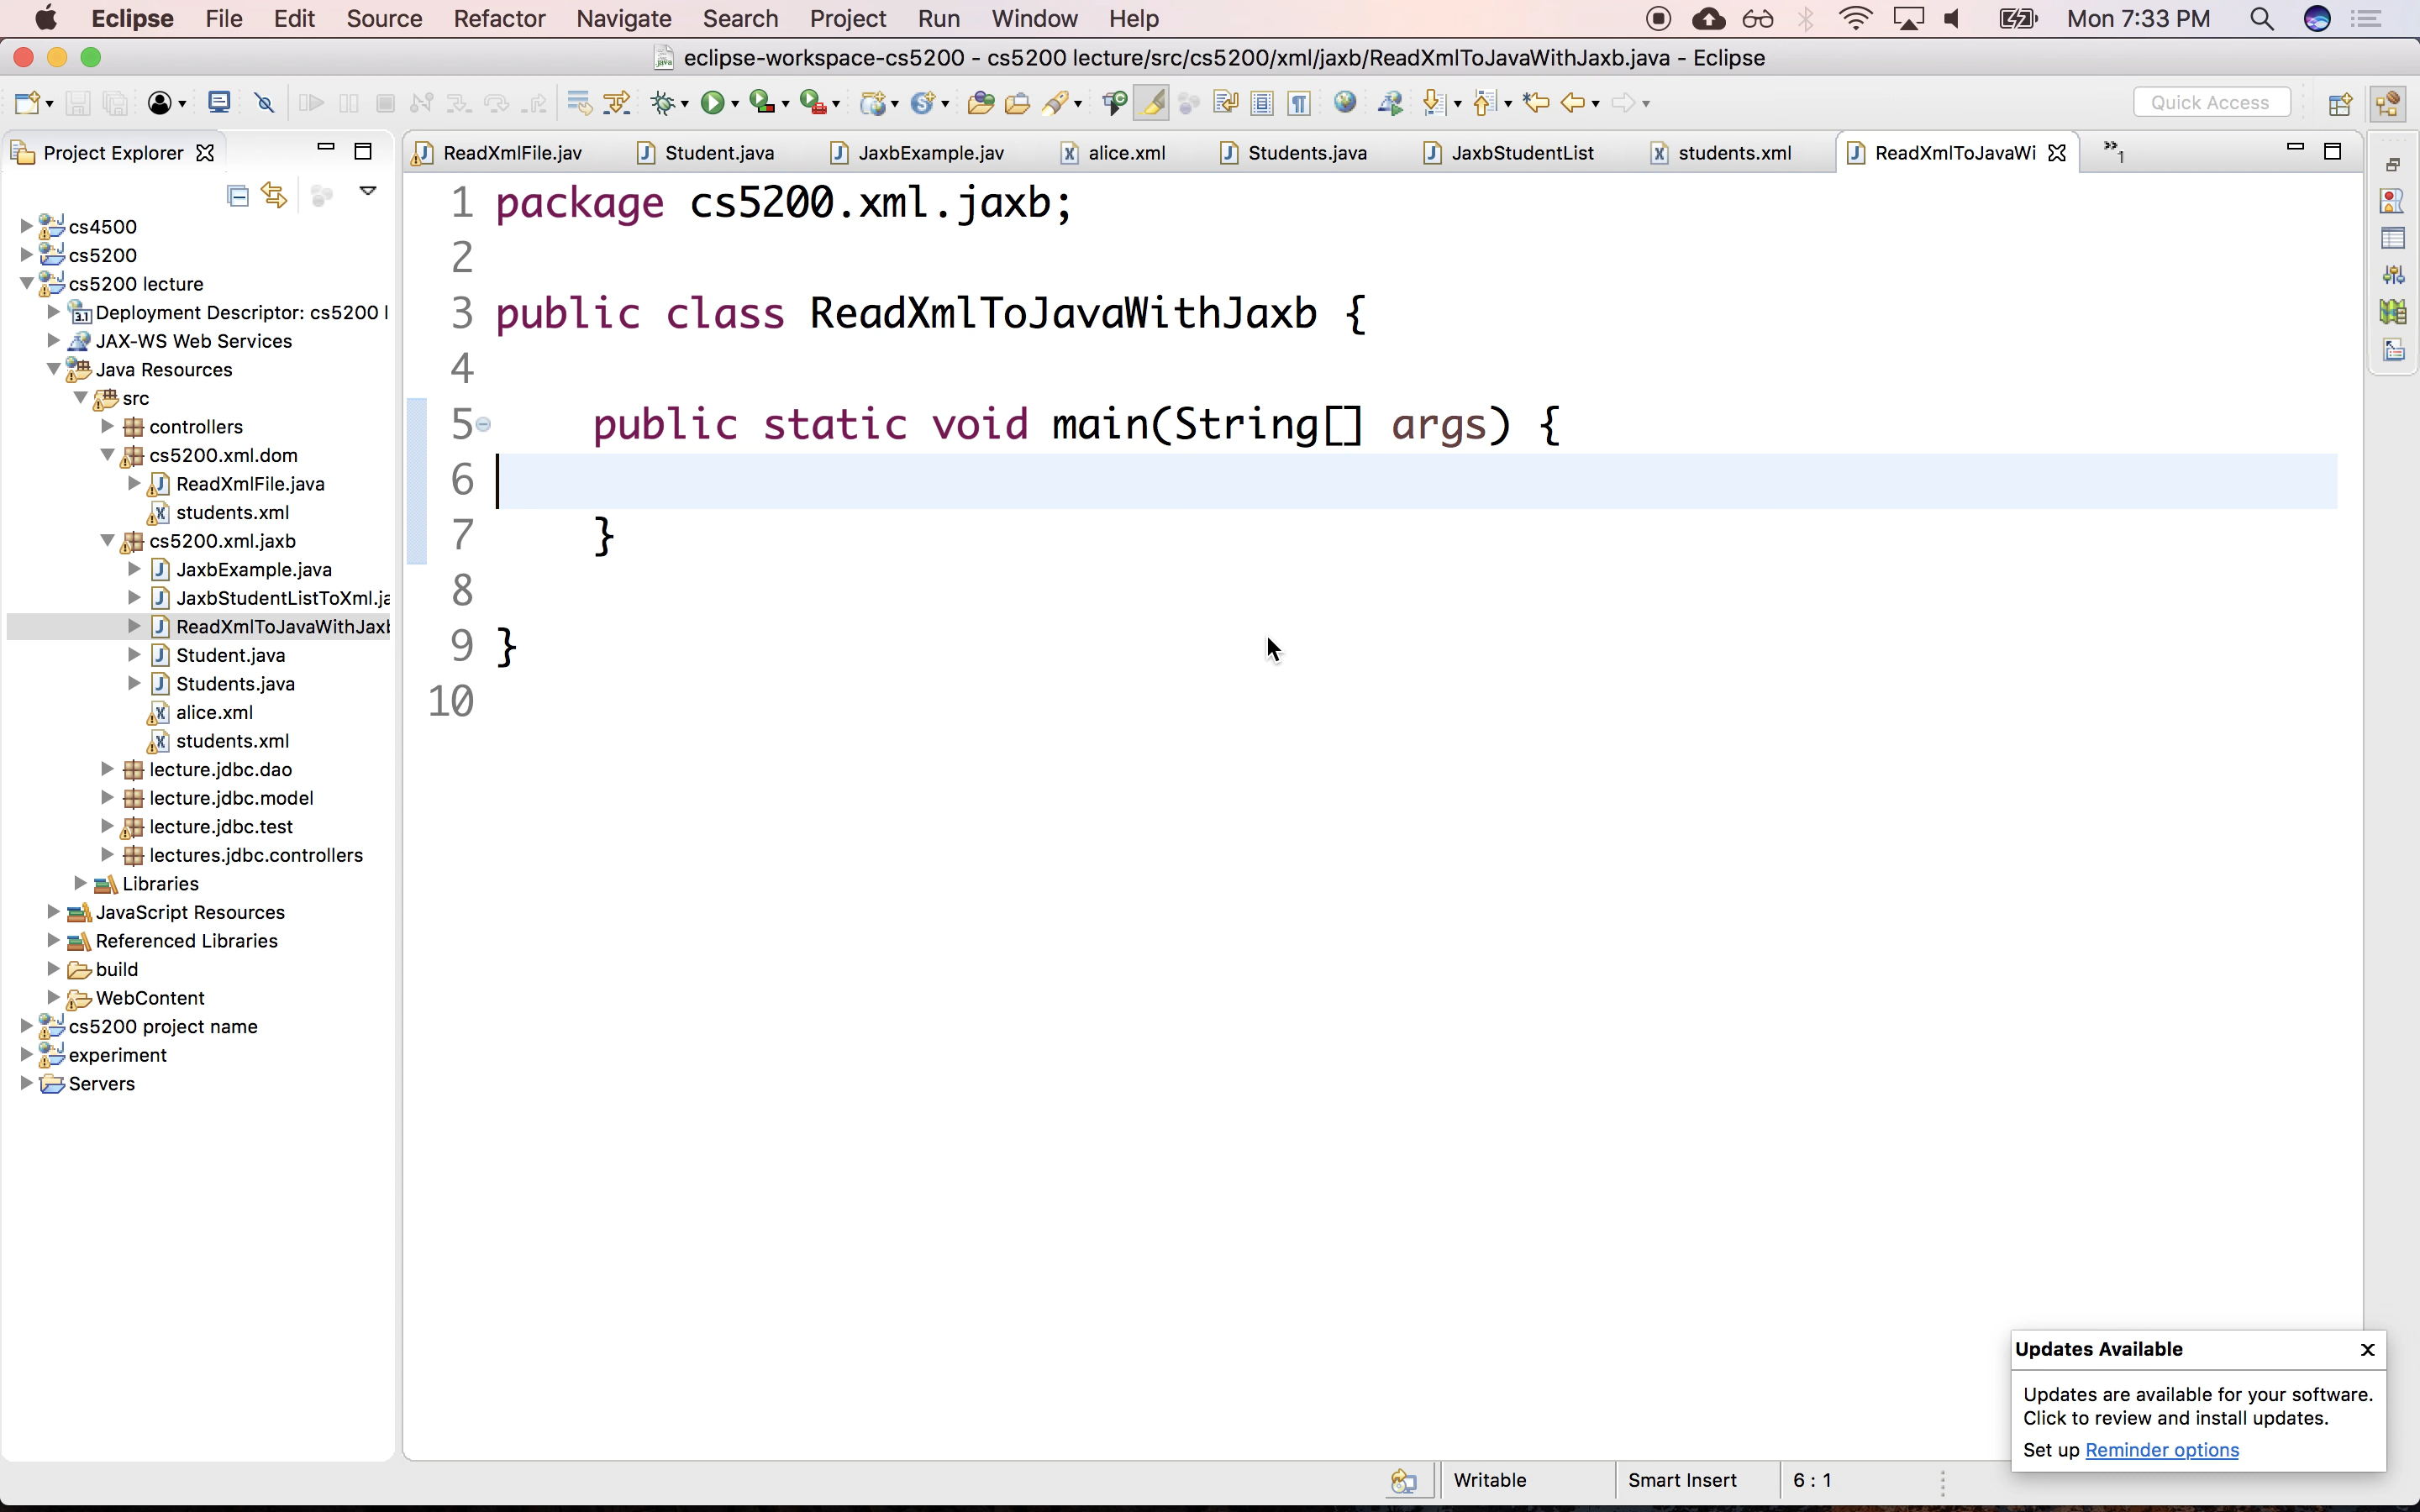 Eclipse File Edit Source Refactor Navigate Search Project Run Window Help Mon 7:33 PM
eclipse-workspace-cs5200 - cs5200 lecture/src/cs5200/xml/jaxb/ReadXmlToJavaWithJaxb.java - Eclipse
Quick Access
Project Explorer
ReadXmlFile.jav Student.java JaxbExample.jav alice.xml Students.java JaxbStudentList students.xml ReadXmlToJavaWi »1
cs4500
cs5200
cs5200 lecture
3.1 Deployment Descriptor: cs5200 l
JAX-WS Web Services
Java Resources
src
controllers
cs5200.xml.dom
ReadXmlFile.java
students.xml
cs5200.xml.jaxb
JaxbExample.java
JaxbStudentListToXml.ja
ReadXmlToJavaWithJaxb
Student.java
Students.java
alice.xml
students.xml
lecture.jdbc.dao
lecture.jdbc.model
lecture.jdbc.test
lectures.jdbc.controllers
Libraries
JavaScript Resources
Referenced Libraries
build
WebContent
cs5200 project name
experiment
Servers
1 package cs5200.xml.jaxb;
2
3 public class ReadXmlToJavaWithJaxb {
4
5 public static void main(String[] args) {
6
7 }
8
9 }
10
Updates Available x
Updates are available for your software.
Click to review and install updates.
Set up Reminder options
Writable Smart Insert 6 : 1